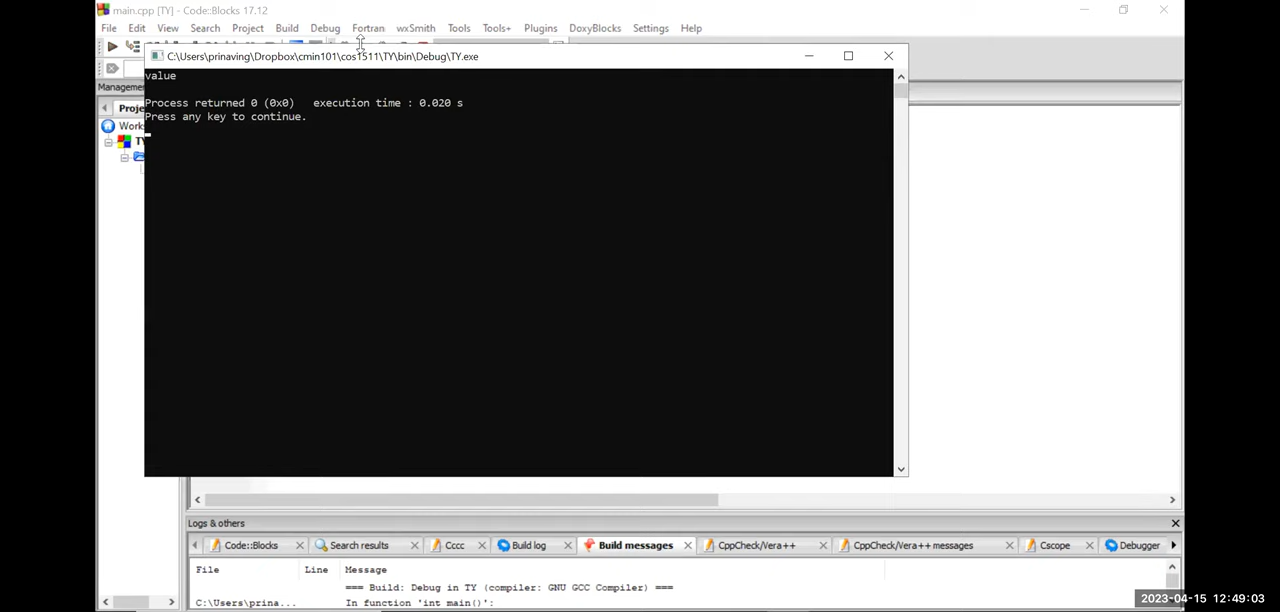 main.cpp [TY] - Code::Blocks 17.12
File Edit View Search Project Build Debug Fortran wxSmith Tools Tools+ Plugins DoxyBlocks Settings Help
C:\Users\prinaving\Dropbox\cmin101\cos1511\TY\bin\Debug\TY.exe
value
Managemen
Process returned 0 (0x0) execution time : 0.020 s
Proje
Press any key to continue.
Work
TY
Logs & others
Code::Blocks Search results Cccc Build log Build messages CppCheck/Vera++ CppCheck/Vera++ messages Cscope Debugger
File Line Message
=== Build: Debug in TY (compiler: GNU GCC Compiler) ===
C:\Users\prina... In function 'int main()':
2023-04-15 12:49:03